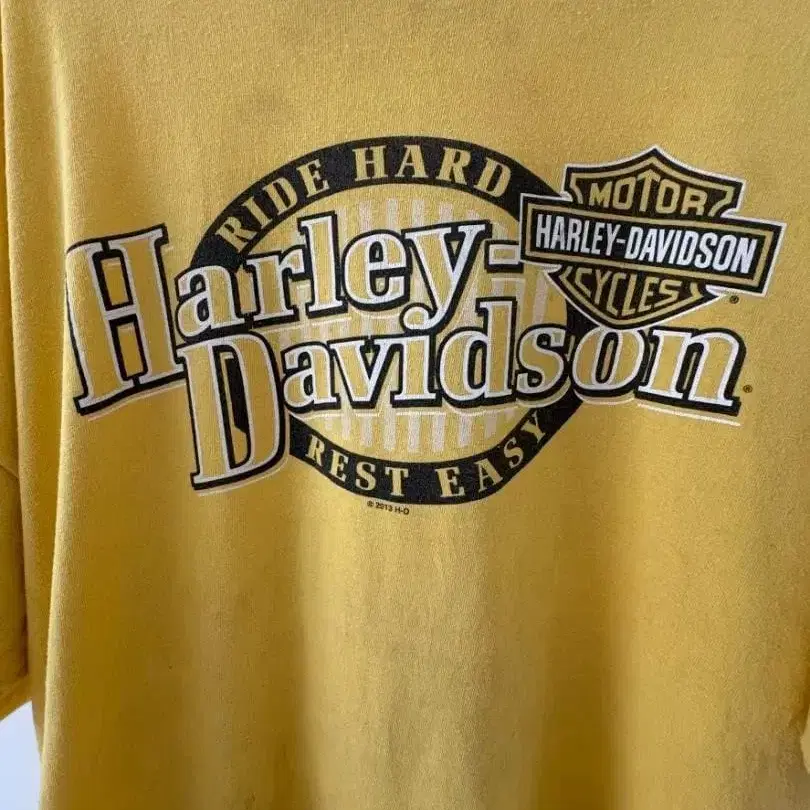 RIDE HARD
Harley-
Davidson®
MOTOR
HARLEY-DAVIDSON
CYCLES®
REST EASY
© 2013 H-D